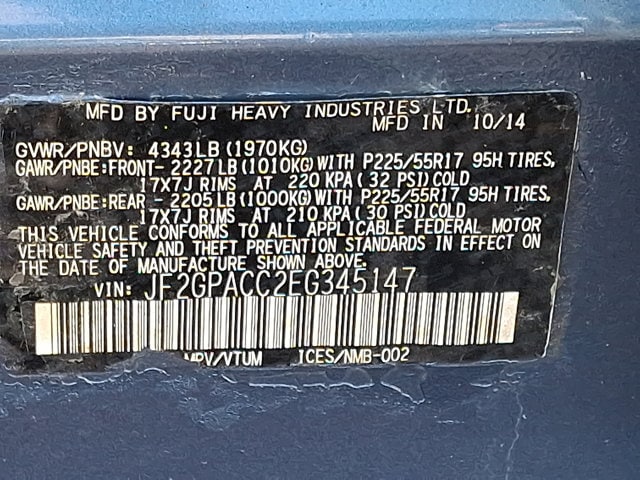 MFD BY FUJI HEAVY INDUSTRIES LTD.
MFD IN 10/14
GVWR/PNBV: 4343LB (1970KG)
GAWR/PNBE:FRONT- 2227LB(1010KG)WITH P225/55R17 95H TIRES,
17X7J RIMS AT 220 KPA (32 PSI)COLD
GAWR/PNBE:REAR - 2205LB(1000KG)WITH P225/55R17 95H TIRES,
17X7J RIMS AT 210 KPA (30 PSI)COLD
THIS VEHICLE CONFORMS TO ALL APPLICABLE FEDERAL MOTOR
VEHICLE SAFETY AND THEFT PREVENTION STANDARDS IN EFFECT ON
THE DATE OF MANUFACTURE SHOWN ABOVE.
VIN: JF2GPACC2EG345147
MPV/VTUM ICES/NMB-002